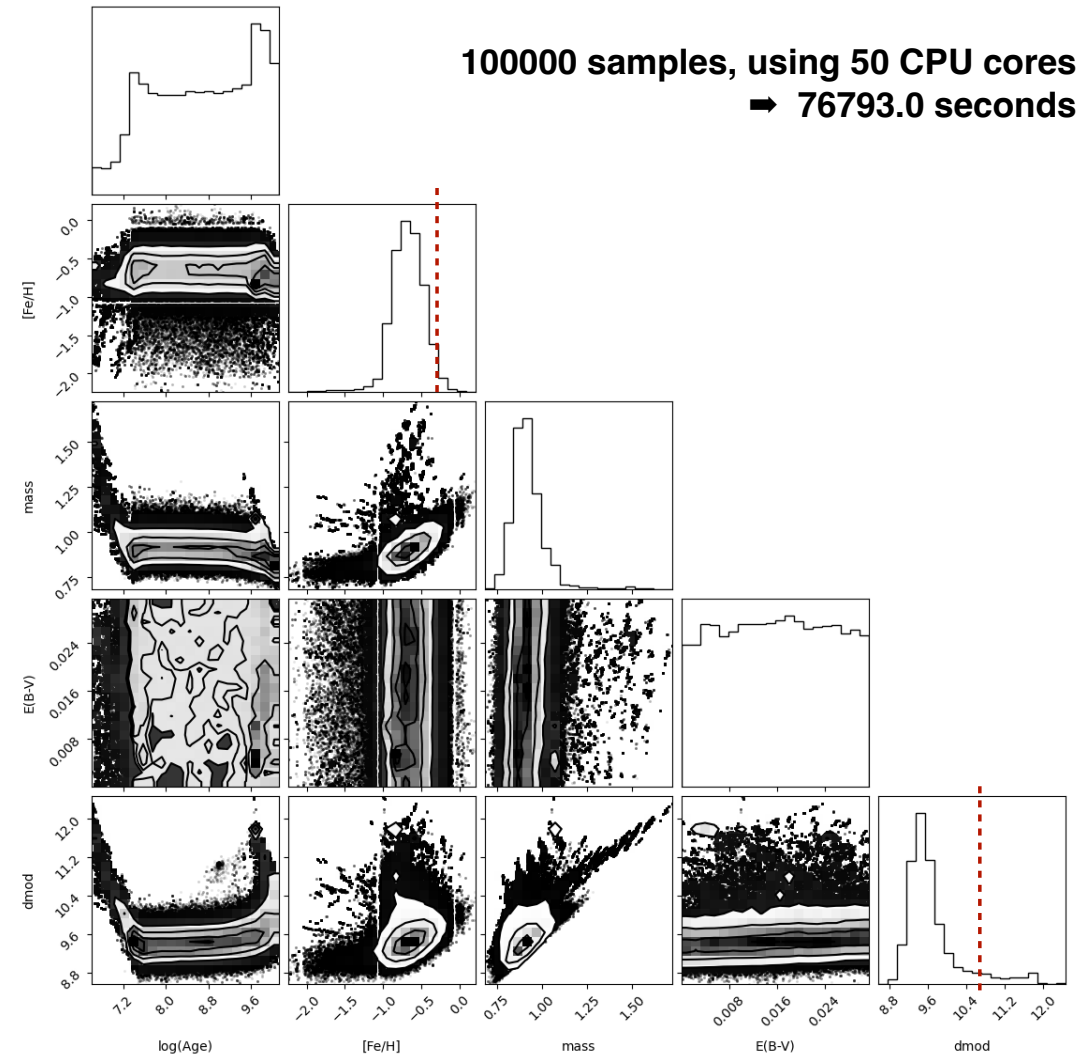 100000 samples, using 50 CPU cores
➡ 76793.0 seconds
[Fe/H]
0.0
−0.5
−1.0
−1.5
−2.0
mass
1.50
1.25
1.00
0.75
E(B-V)
0.024
0.016
0.008
dmod
12.0
11.2
10.4
9.6
8.8
7.2 8.0 8.8 9.6
−2.0 −1.5 −1.0 −0.5 0.0
0.75 1.00 1.25 1.50
0.008 0.016 0.024
8.8 9.6 10.4 11.2 12.0
log(Age) [Fe/H] mass E(B-V) dmod